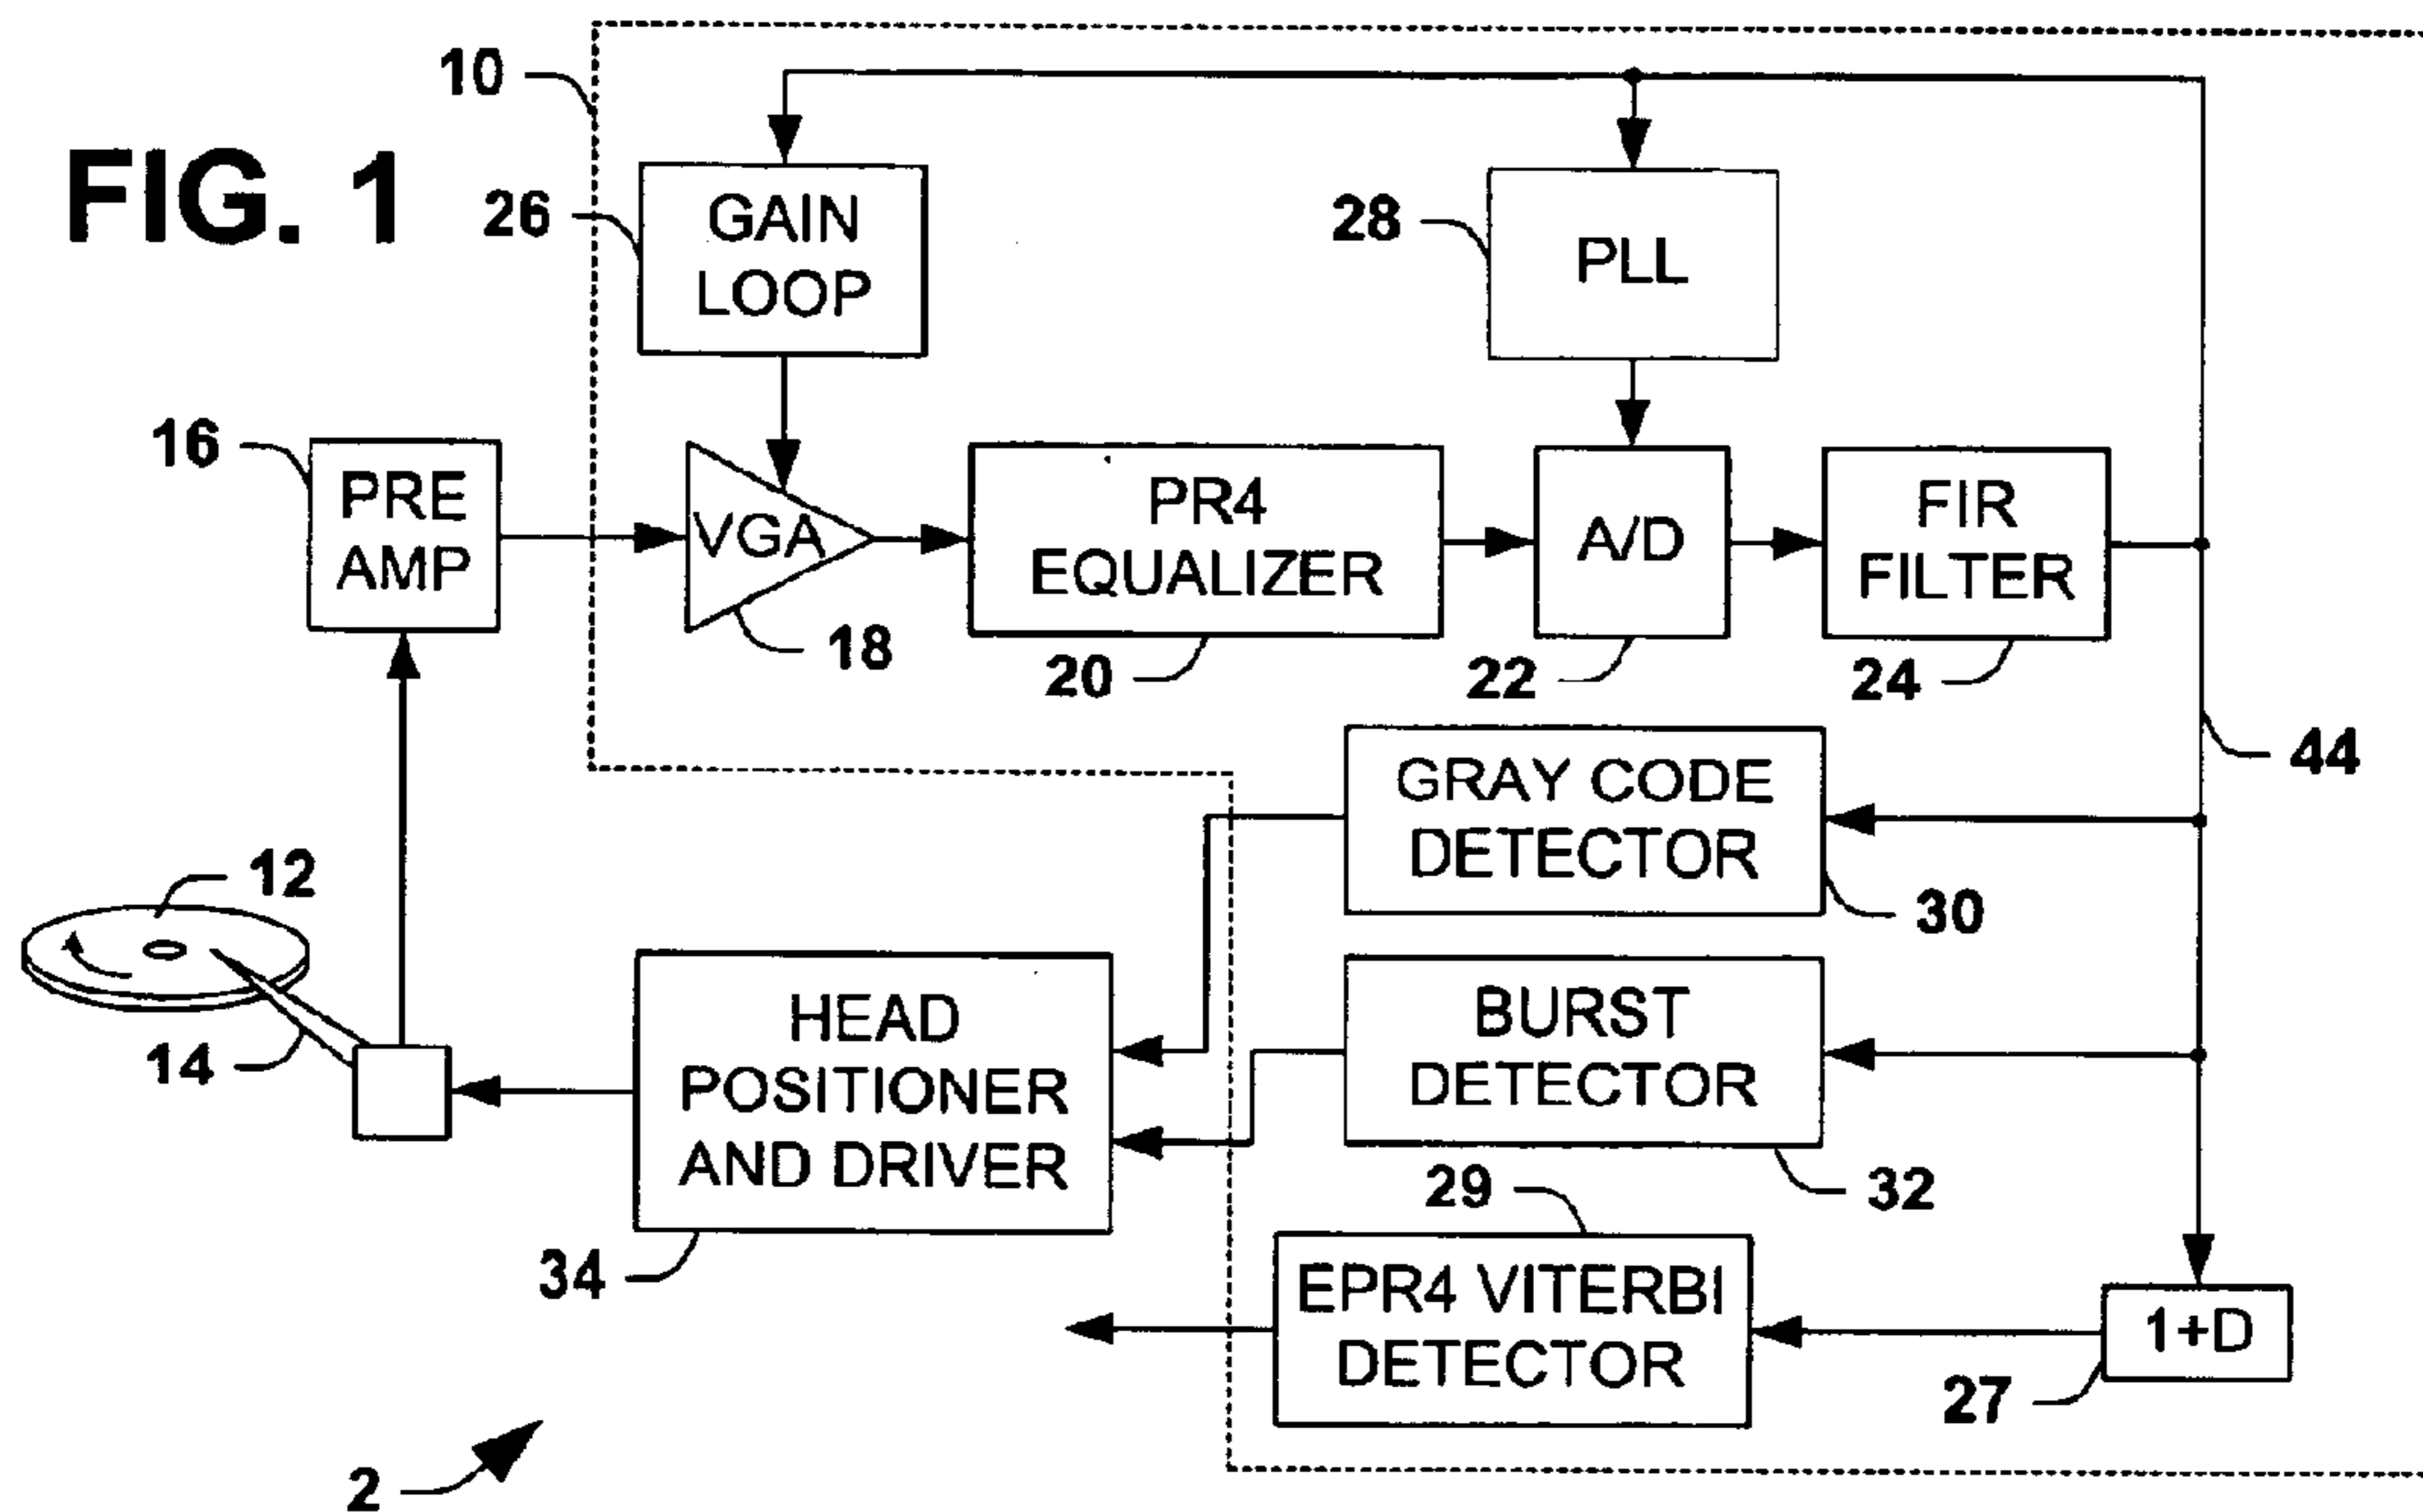 FIG. 1
10
26
GAIN
LOOP
28
PLL
16
PRE
AMP
VGA
18
PR4
EQUALIZER
20
A/D
22
FIR
FILTER
24
44
GRAY CODE
DETECTOR
30
12
14
HEAD
POSITIONER
AND DRIVER
34
BURST
DETECTOR
32
29
EPR4 VITERBI
DETECTOR
1+D
27
2